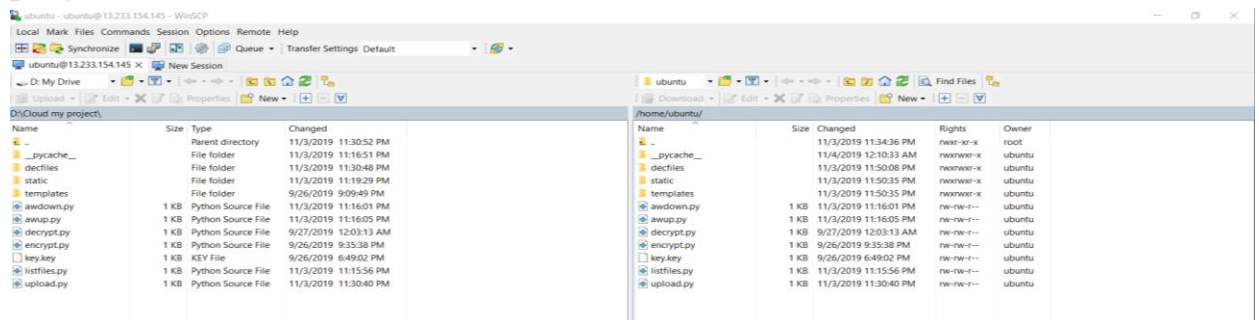 ubuntu - ubuntu@13.233.154.145 - WinSCP
Local Mark Files Commands Session Options Remote Help
Synchronize Queue Transfer Settings Default
ubuntu@13.233.154.145 × New Session
D: My Drive
Upload Edit Properties New
D:\Cloud my project\
Name Size Type Changed
.. Parent directory 11/3/2019 11:30:52 PM
__pycache__ File folder 11/3/2019 11:16:51 PM
decfiles File folder 11/3/2019 11:30:48 PM
static File folder 11/3/2019 11:19:29 PM
templates File folder 9/26/2019 9:09:49 PM
awdown.py 1 KB Python Source File 11/3/2019 11:16:01 PM
awup.py 1 KB Python Source File 11/3/2019 11:16:05 PM
decrypt.py 1 KB Python Source File 9/27/2019 12:03:13 AM
encrypt.py 1 KB Python Source File 9/26/2019 9:35:38 PM
key.key 1 KB KEY File 9/26/2019 6:49:02 PM
listfiles.py 1 KB Python Source File 11/3/2019 11:15:56 PM
upload.py 1 KB Python Source File 11/3/2019 11:30:40 PM
ubuntu Find Files
Download Edit Properties New
/home/ubuntu/
Name Size Changed Rights Owner
.. 11/3/2019 11:34:36 PM rwxr-xr-x root
__pycache__ 11/4/2019 12:10:33 AM rwxrwxr-x ubuntu
decfiles 11/3/2019 11:50:08 PM rwxrwxr-x ubuntu
static 11/3/2019 11:50:35 PM rwxrwxr-x ubuntu
templates 11/3/2019 11:50:35 PM rwxrwxr-x ubuntu
awdown.py 1 KB 11/3/2019 11:16:01 PM rw-rw-r-- ubuntu
awup.py 1 KB 11/3/2019 11:16:05 PM rw-rw-r-- ubuntu
decrypt.py 1 KB 9/27/2019 12:03:13 AM rw-rw-r-- ubuntu
encrypt.py 1 KB 9/26/2019 9:35:38 PM rw-rw-r-- ubuntu
key.key 1 KB 9/26/2019 6:49:02 PM rw-rw-r-- ubuntu
listfiles.py 1 KB 11/3/2019 11:15:56 PM rw-rw-r-- ubuntu
upload.py 1 KB 11/3/2019 11:30:40 PM rw-rw-r-- ubuntu